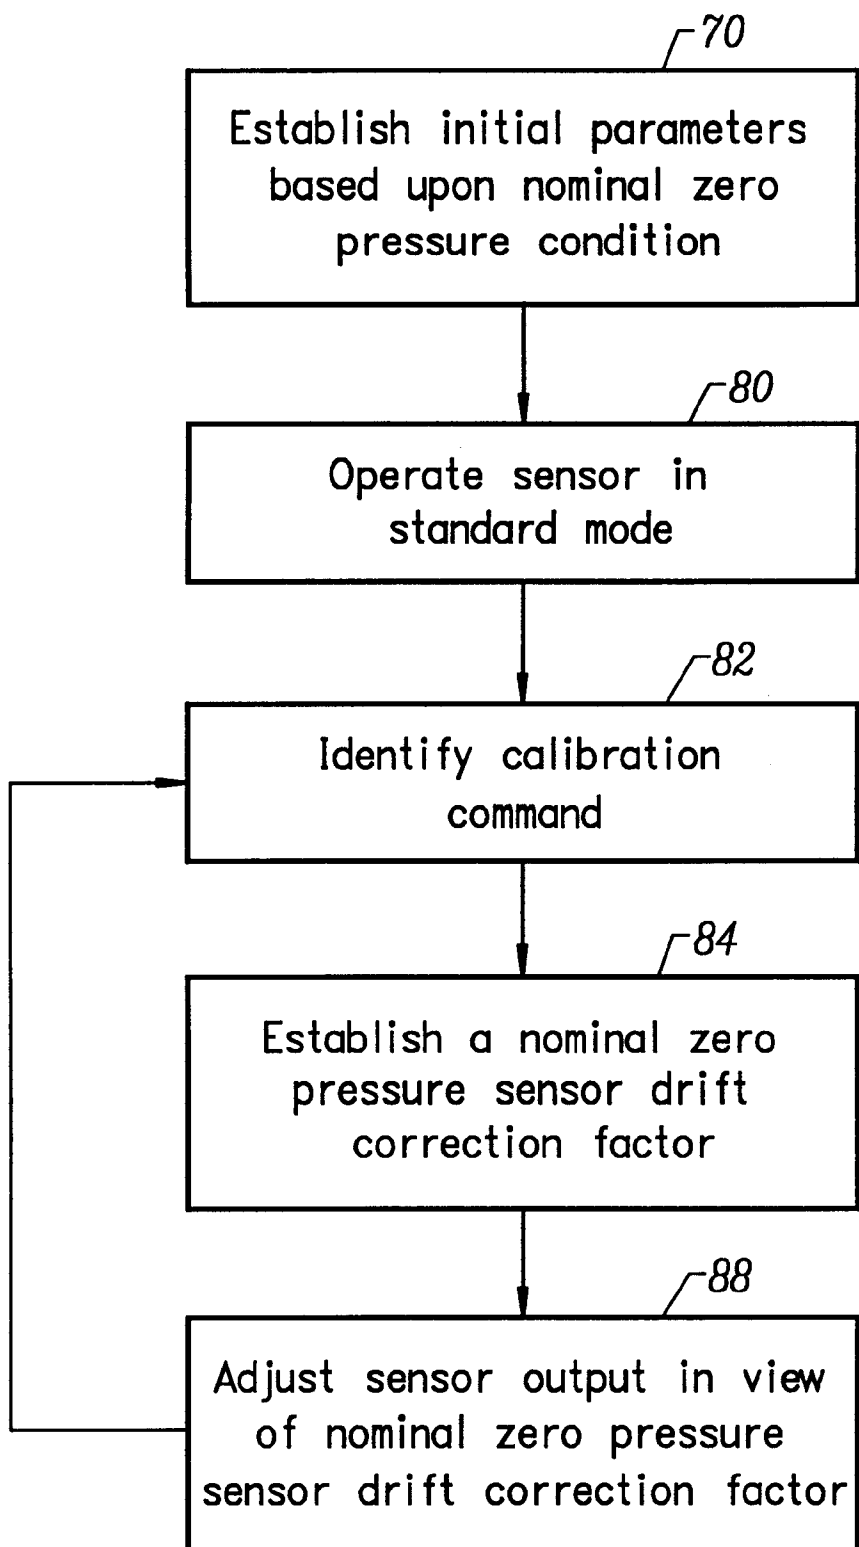 70
Establish initial parameters
based upon nominal zero
pressure condition
80
Operate sensor in
standard mode
82
Identify calibration
command
84
Establish a nominal zero
pressure sensor drift
correction factor
88
Adjust sensor output in view
of nominal zero pressure
sensor drift correction factor